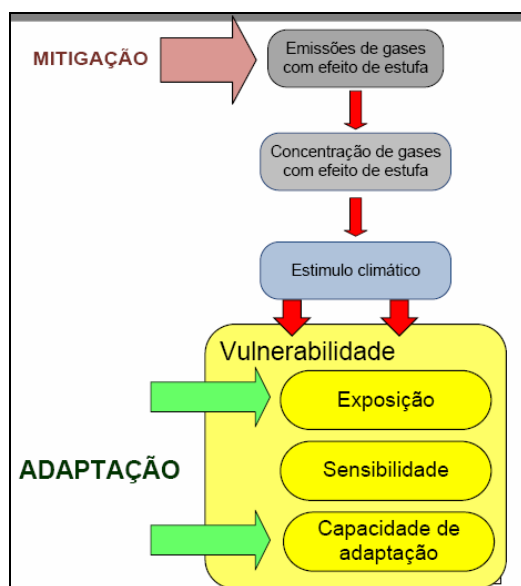 MITIGAÇÃO
Emissões de gases
com efeito de estufa
Concentração de gases
com efeito de estufa
Estimulo climático
Vulnerabilidade
Exposição
ADAPTAÇÃO
Sensibilidade
Capacidade de
adaptação